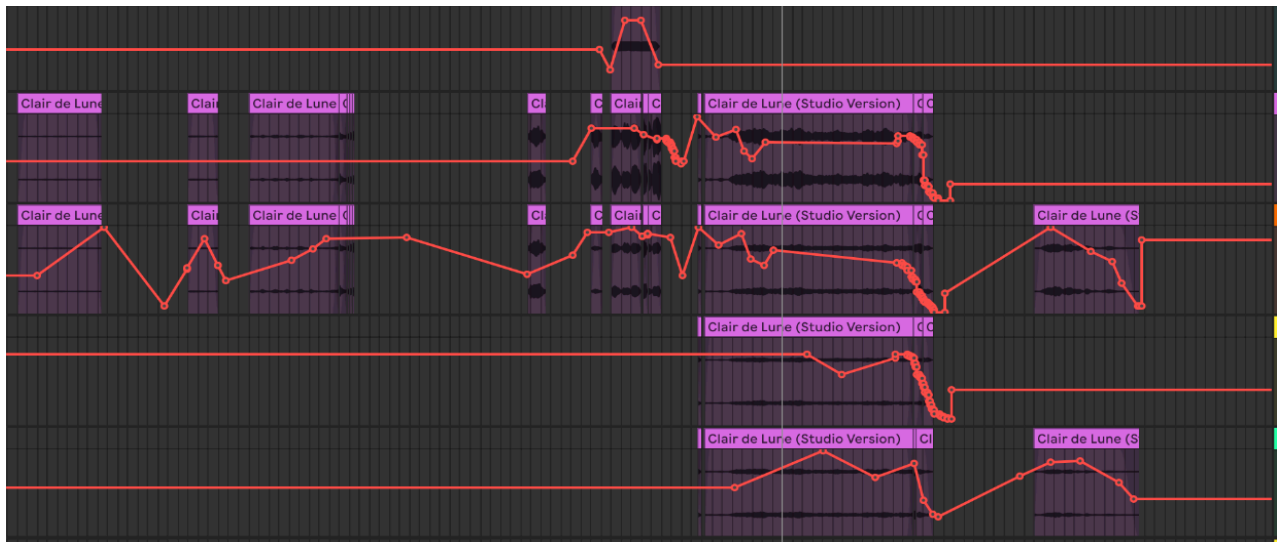 Clair de Lune Clair Clair de Lune C Cl C Clair C Clair de Lune (Studio Version) C C
Clair de Lune Clair Clair de Lune C Cl C Clair C Clair de Lune (Studio Version) C C Clair de Lune (S
Clair de Lune (Studio Version) C C
Clair de Lune (Studio Version) Cl Clair de Lune (S